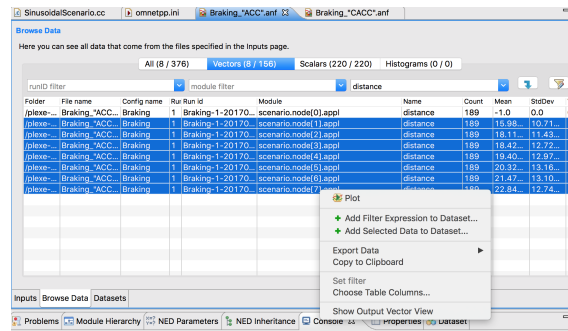 SinusoidalScenario.cc omnetpp.ini Braking_"ACC".anf Braking_"CACC".anf
Browse Data
Here you can see all data that come from the files specified in the Inputs page.
All (8 / 376) Vectors (8 / 156) Scalars (220 / 220) Histograms (0 / 0)
runID filter module filter distance
Folder File name Config name Run Run id Module Name Count Mean StdDev
/plexe-... Braking_"ACC... Braking 1 Braking-1-20170... scenario.node[0].appl distance 189 -1.0 0.0
/plexe-... Braking_"ACC... Braking 1 Braking-1-20170... scenario.node[1].appl distance 189 15.98... 10.71...
/plexe-... Braking_"ACC... Braking 1 Braking-1-20170... scenario.node[2].appl distance 189 18.11... 11.43...
/plexe-... Braking_"ACC... Braking 1 Braking-1-20170... scenario.node[3].appl distance 189 18.42... 12.72...
/plexe-... Braking_"ACC... Braking 1 Braking-1-20170... scenario.node[4].appl distance 189 19.40... 12.97...
/plexe-... Braking_"ACC... Braking 1 Braking-1-20170... scenario.node[5].appl distance 189 20.32... 13.16...
/plexe-... Braking_"ACC... Braking 1 Braking-1-20170... scenario.node[6].appl distance 189 21.47... 13.10...
/plexe-... Braking_"ACC... Braking 1 Braking-1-20170... scenario.node[7].appl distance 189 22.84... 12.74...
Plot
Add Filter Expression to Dataset...
Add Selected Data to Dataset...
Export Data
Copy to Clipboard
Set filter
Choose Table Columns...
Show Output Vector View
Inputs Browse Data Datasets
Problems Module Hierarchy NED Parameters NED Inheritance Console Properties Dataset